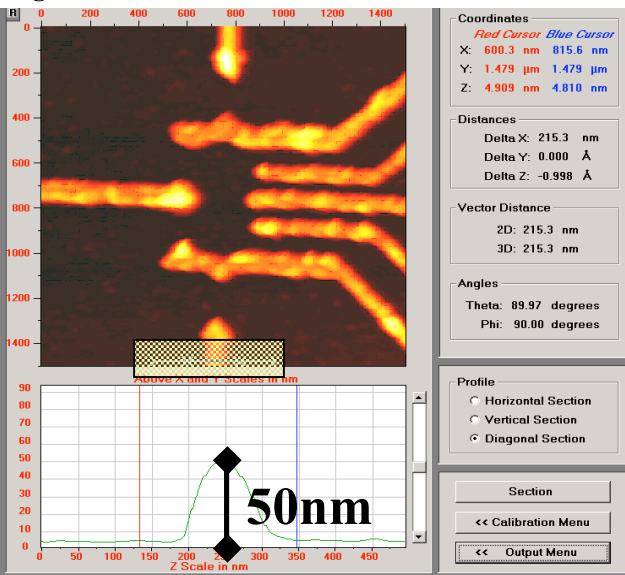 R
0 200 400 600 800 1000 1200 1400
0
200
400
600
800
1000
1200
1400
Above X and Y Scales in nm
90
80
70
60
50
40
30
20
10
0
50nm
0 50 100 150 200 250 300 350 400 450
Z Scale in nm
Coordinates
Red Cursor Blue Cursor
X: 600.3 nm 815.6 nm
Y: 1.479 µm 1.479 µm
Z: 4.909 nm 4.810 nm
Distances
Delta X: 215.3 nm
Delta Y: 0.000 Å
Delta Z: -0.998 Å
Vector Distance
2D: 215.3 nm
3D: 215.3 nm
Angles
Theta: 89.97 degrees
Phi: 90.00 degrees
Profile
Horizontal Section
Vertical Section
Diagonal Section
Section
<< Calibration Menu
<< Output Menu